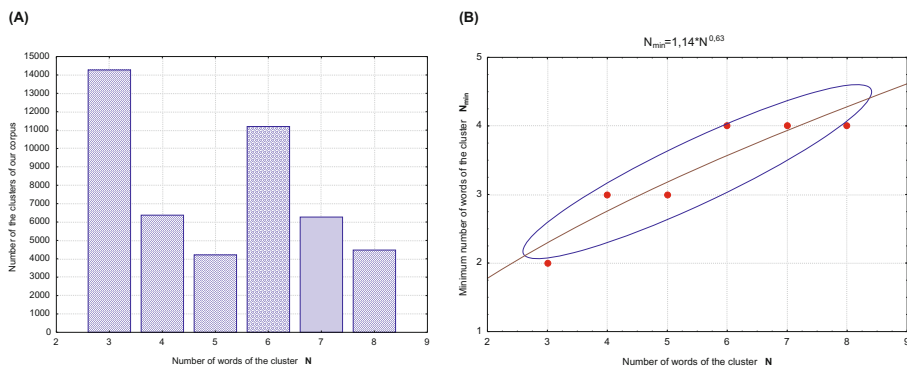 (A)
Number of the clusters of our corpus
15000
14000
13000
12000
11000
10000
9000
8000
7000
6000
5000
4000
3000
2000
1000
0
2 3 4 5 6 7 8 9
Number of words of the cluster N
(B)
Nmin=1,14*N0,63
Minimum number of words of the cluster Nmin
5
4
3
2
1
2 3 4 5 6 7 8 9
Number of words of the cluster N